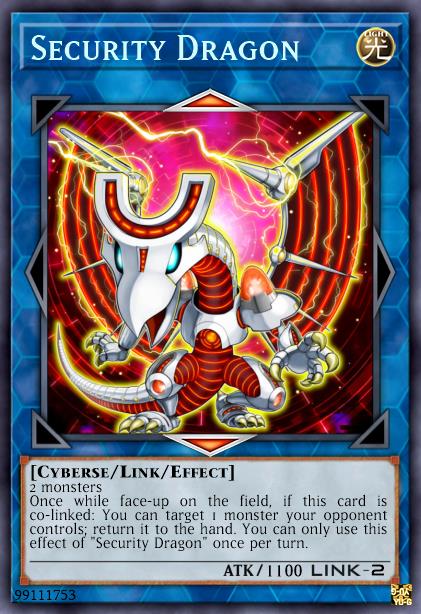 SECURITY DRAGON
LIGHT
光
[CYBERSE/LINK/EFFECT]
2 monsters
Once while face-up on the field, if this card is
co-linked: You can target 1 monster your opponent
controls; return it to the hand. You can only use this
effect of "Security Dragon" once per turn.
ATK/1100 LINK-2
99111753